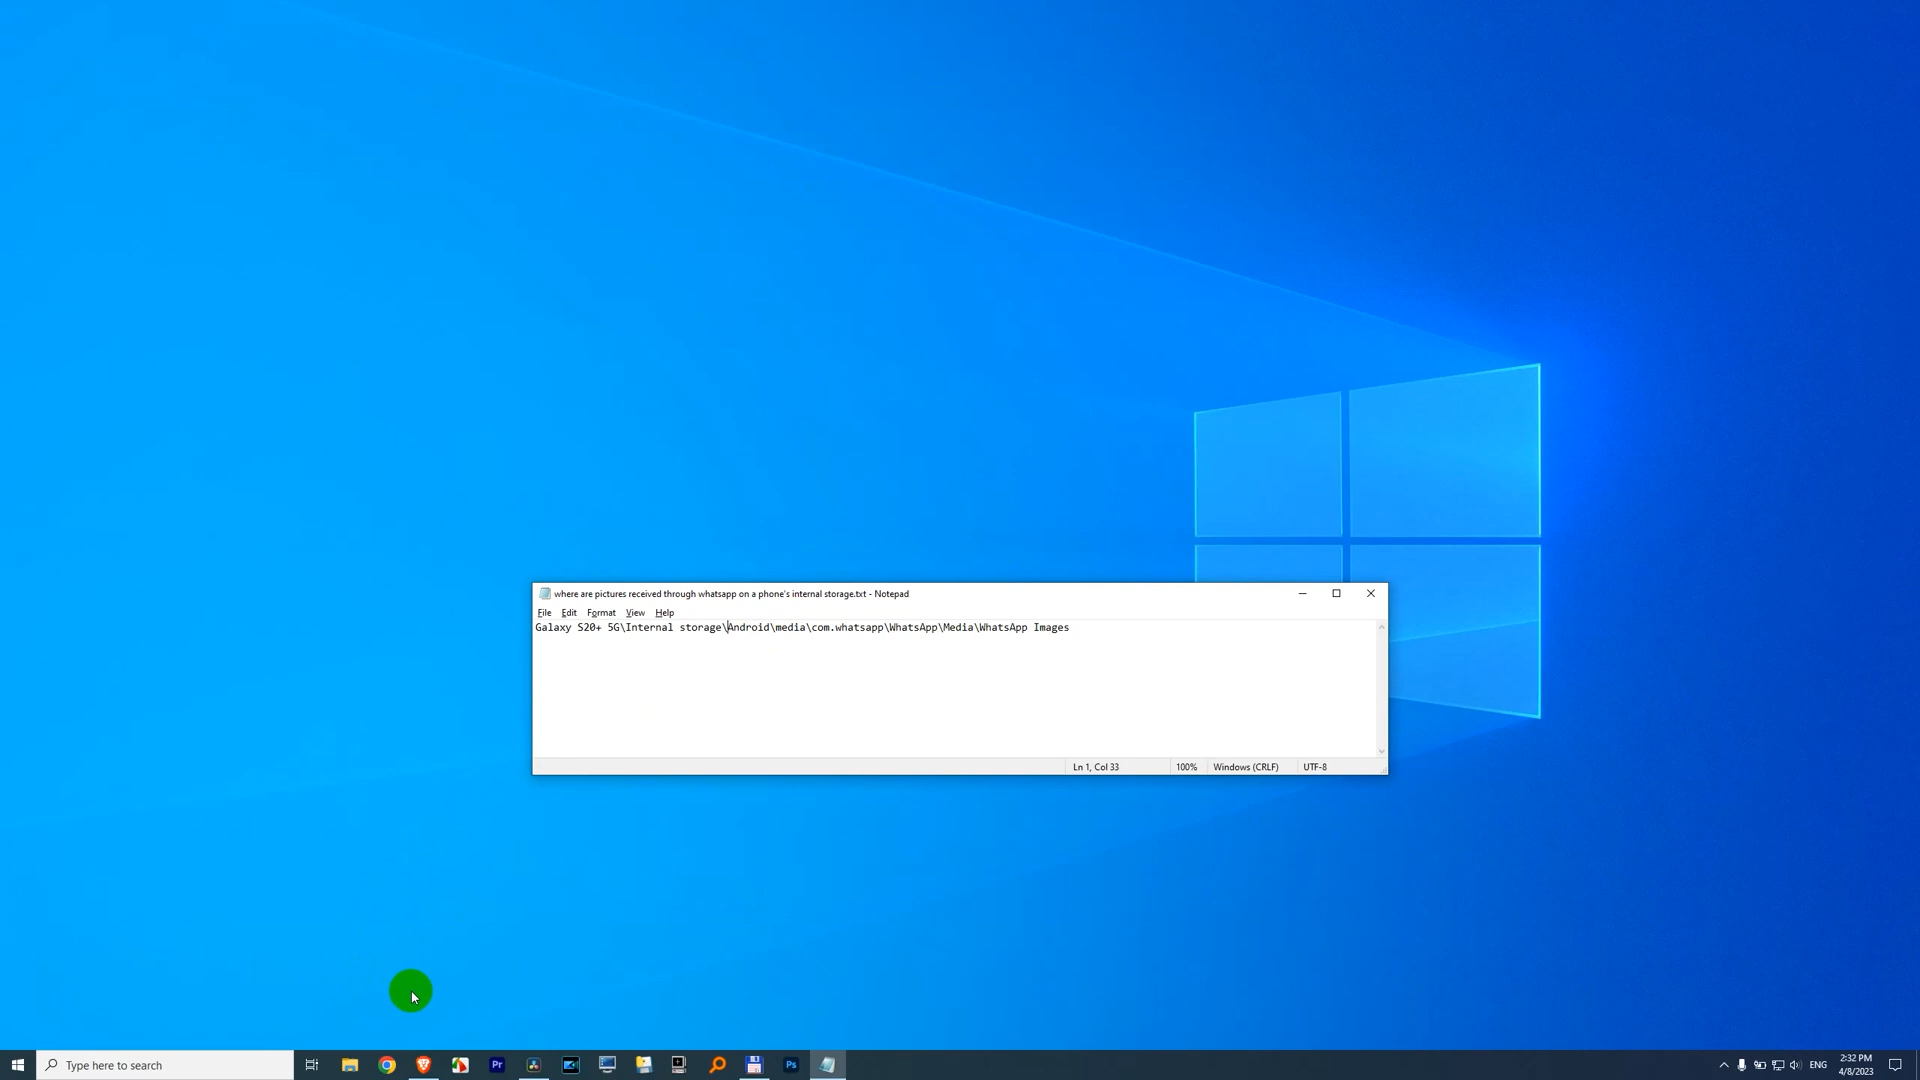 where are pictures received through whatsapp on a phone's internal storage.txt - Notepad
File Edit Format View Help
Galaxy S20+ 5G\Internal storage\Android\media\com.whatsapp\WhatsApp\Media\WhatsApp Images
Ln 1, Col 33 100% Windows (CRLF) UTF-8
Type here to search
Pr
Ps
ENG
2:32 PM
4/8/2023